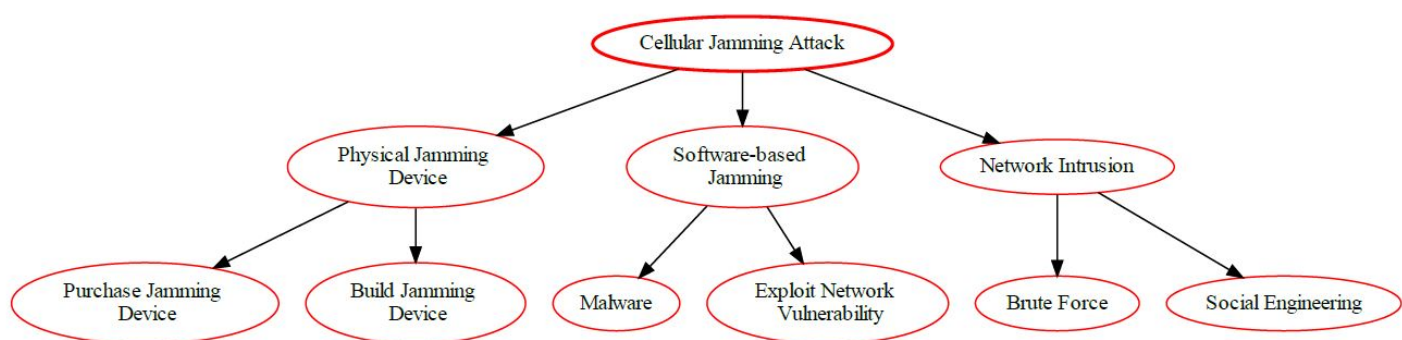 Cellular Jamming Attack
Physical Jamming
Device
Software-based
Jamming
Network Intrusion
Purchase Jamming
Device
Build Jamming
Device
Malware
Exploit Network
Vulnerability
Brute Force
Social Engineering